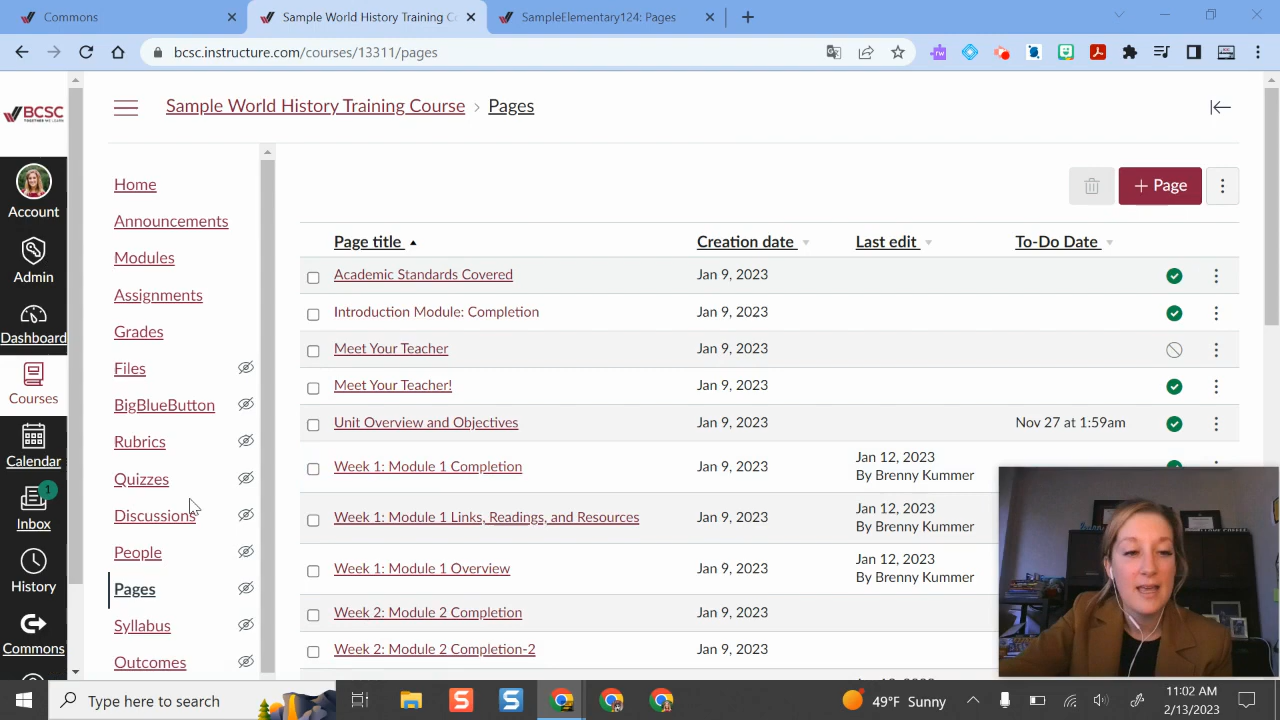 Commons
Sample World History Training C
SampleElementary124: Pages
bcsc.instructure.com/courses/13311/pages
BCSC
TOGETHER WE LEARN
Account
Admin
Dashboard
Courses
Calendar
1
Inbox
History
Commons
Sample World History Training Course > Pages
Home
Announcements
Modules
Assignments
Grades
Files
BigBlueButton
Rubrics
Quizzes
Discussions
People
Pages
Syllabus
Outcomes
+ Page
Page title Creation date Last edit To-Do Date
Academic Standards Covered Jan 9, 2023
Introduction Module: Completion Jan 9, 2023
Meet Your Teacher Jan 9, 2023
Meet Your Teacher! Jan 9, 2023
Unit Overview and Objectives Jan 9, 2023 Nov 27 at 1:59am
Week 1: Module 1 Completion Jan 9, 2023 Jan 12, 2023
By Brenny Kummer
Week 1: Module 1 Links, Readings, and Resources Jan 9, 2023 Jan 12, 2023
By Brenny Kummer
Week 1: Module 1 Overview Jan 9, 2023 Jan 12, 2023
By Brenny Kummer
Week 2: Module 2 Completion Jan 9, 2023
Week 2: Module 2 Completion-2 Jan 9, 2023
Type here to search
49°F Sunny
11:02 AM
2/13/2023